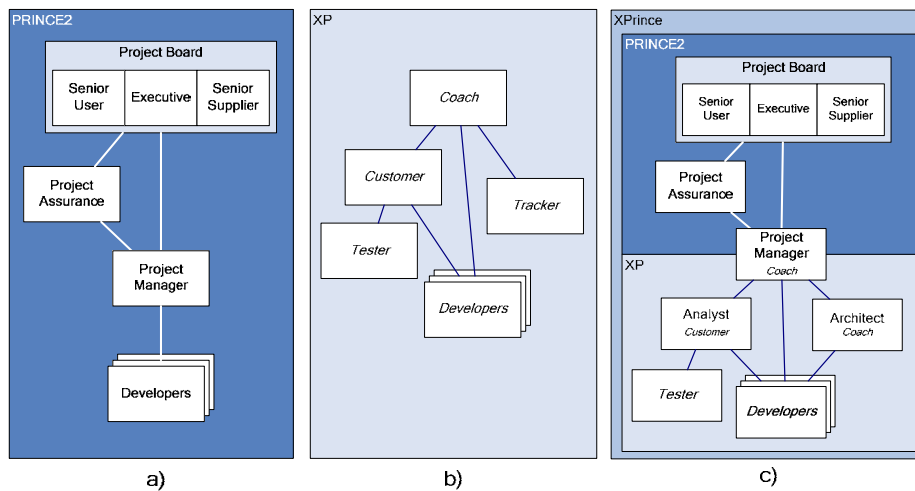 PRINCE2
Project Board
Senior
User
Executive
Senior
Supplier
Project
Assurance
Project
Manager
Developers
a)
XP
Coach
Customer
Tracker
Tester
Developers
b)
XPrince
PRINCE2
Project Board
Senior
User
Executive
Senior
Supplier
Project
Assurance
Project
Manager
Coach
XP
Analyst
Customer
Architect
Coach
Tester
Developers
c)